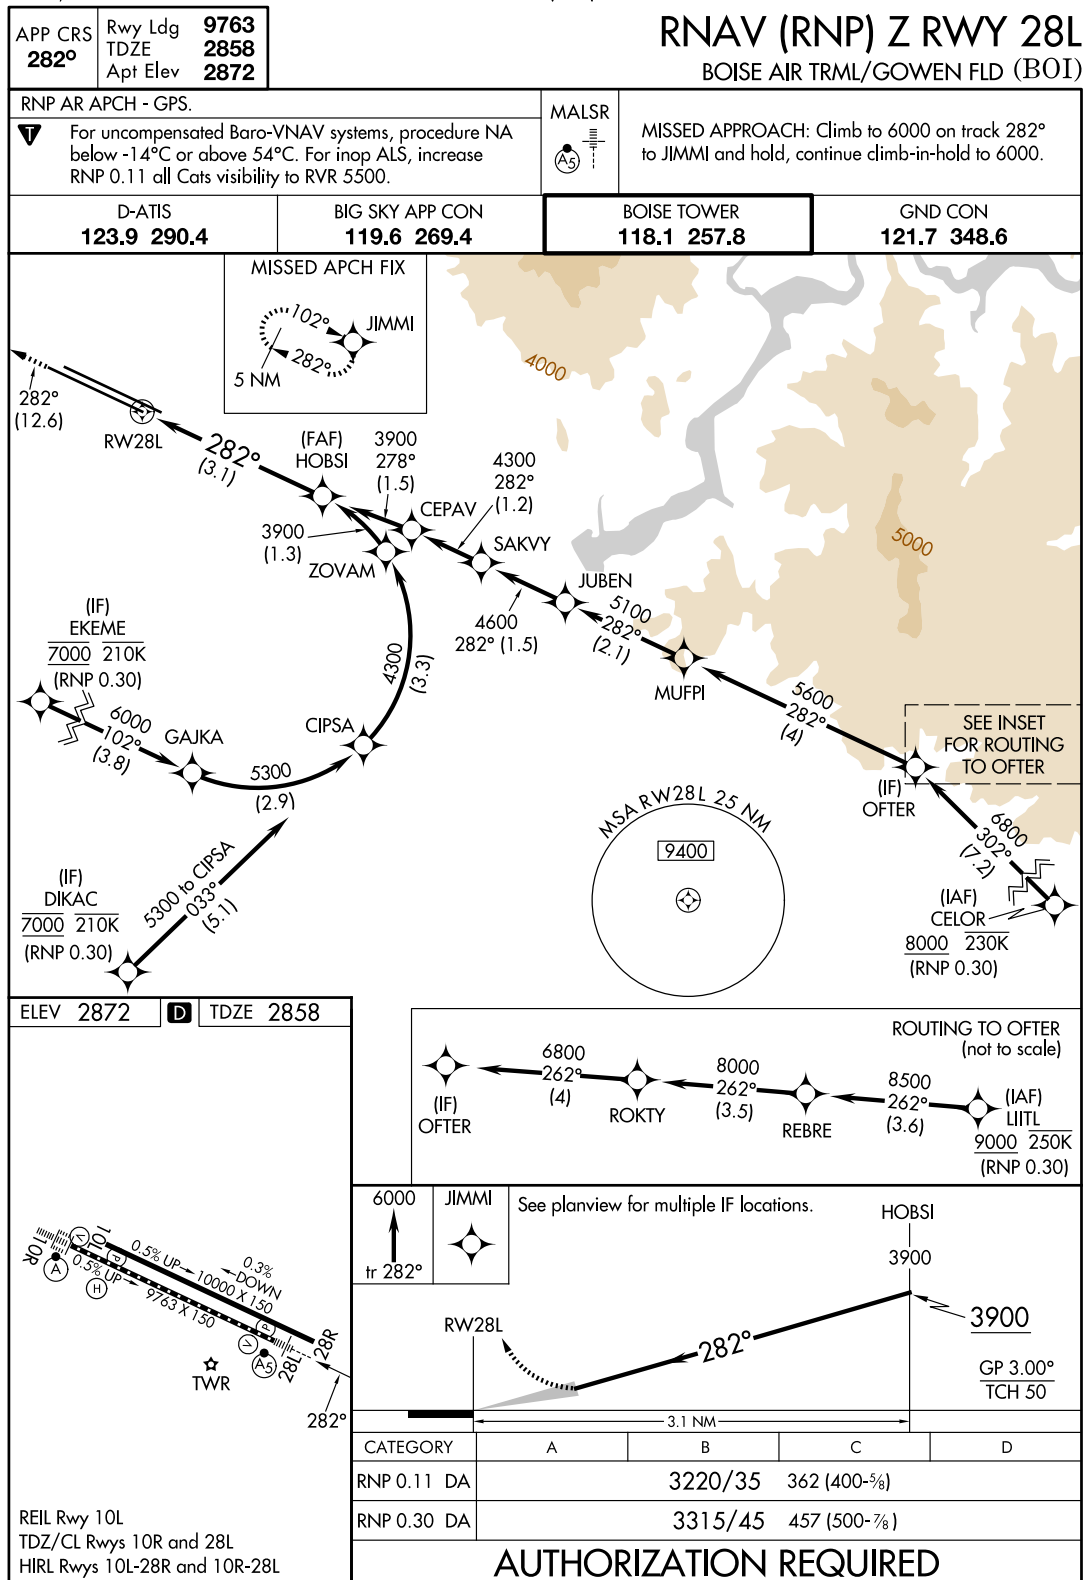 APP CRS
282°
Rwy Ldg 9763
TDZE 2858
Apt Elev 2872
RNAV (RNP) Z RWY 28L
BOISE AIR TRML/GOWEN FLD (BOI)
RNP AR APCH - GPS.
T
For uncompensated Baro-VNAV systems, procedure NA
below -14°C or above 54°C. For inop ALS, increase
RNP 0.11 all Cats visibility to RVR 5500.
MALSR
A5
MISSED APPROACH: Climb to 6000 on track 282°
to JIMMI and hold, continue climb-in-hold to 6000.
D-ATIS
123.9 290.4
BIG SKY APP CON
119.6 269.4
BOISE TOWER
118.1 257.8
GND CON
121.7 348.6
MISSED APCH FIX
102°
JIMMI
282°
5 NM
4000
5000
282°
(12.6)
RW28L
282°
(3.1)
(FAF)
HOBSI
3900
278°
(1.5)
CEPAV
4300
282°
(1.2)
SAKVY
3900
(1.3)
ZOVAM
JUBEN
4600
282° (1.5)
5100
282°
(2.1)
MUFPI
5600
282°
(4)
SEE INSET
FOR ROUTING
TO OFTER
(IF)
OFTER
6800
302°
(7.2)
(IAF)
CELOR
8000 230K
(RNP 0.30)
(IF)
EKEME
7000 210K
(RNP 0.30)
6000
102°
(3.8)
GAJKA
5300
(2.9)
CIPSA
4300
(3.3)
(IF)
DIKAC
7000 210K
(RNP 0.30)
5300 to CIPSA
033°
(5.1)
MSA RW28L 25 NM
9400
ELEV 2872
D
TDZE 2858
10R
10L
V
P
A
H
0.5% UP
0.5% UP
0.3%
DOWN
10000 X 150
9763 X 150
P
V
A5
28L
28R
TWR
282°
REIL Rwy 10L
TDZ/CL Rwys 10R and 28L
HIRL Rwys 10L-28R and 10R-28L
ROUTING TO OFTER
(not to scale)
(IF)
OFTER
6800
262°
(4)
ROKTY
8000
262°
(3.5)
REBRE
8500
262°
(3.6)
(IAF)
LIITL
9000 250K
(RNP 0.30)
6000
tr 282°
JIMMI
See planview for multiple IF locations.
HOBSI
3900
3900
RW28L
282°
GP 3.00°
TCH 50
3.1 NM
CATEGORY A B C D
RNP 0.11 DA 3220/35 362 (400-⅝)
RNP 0.30 DA 3315/45 457 (500-⅞)
AUTHORIZATION REQUIRED